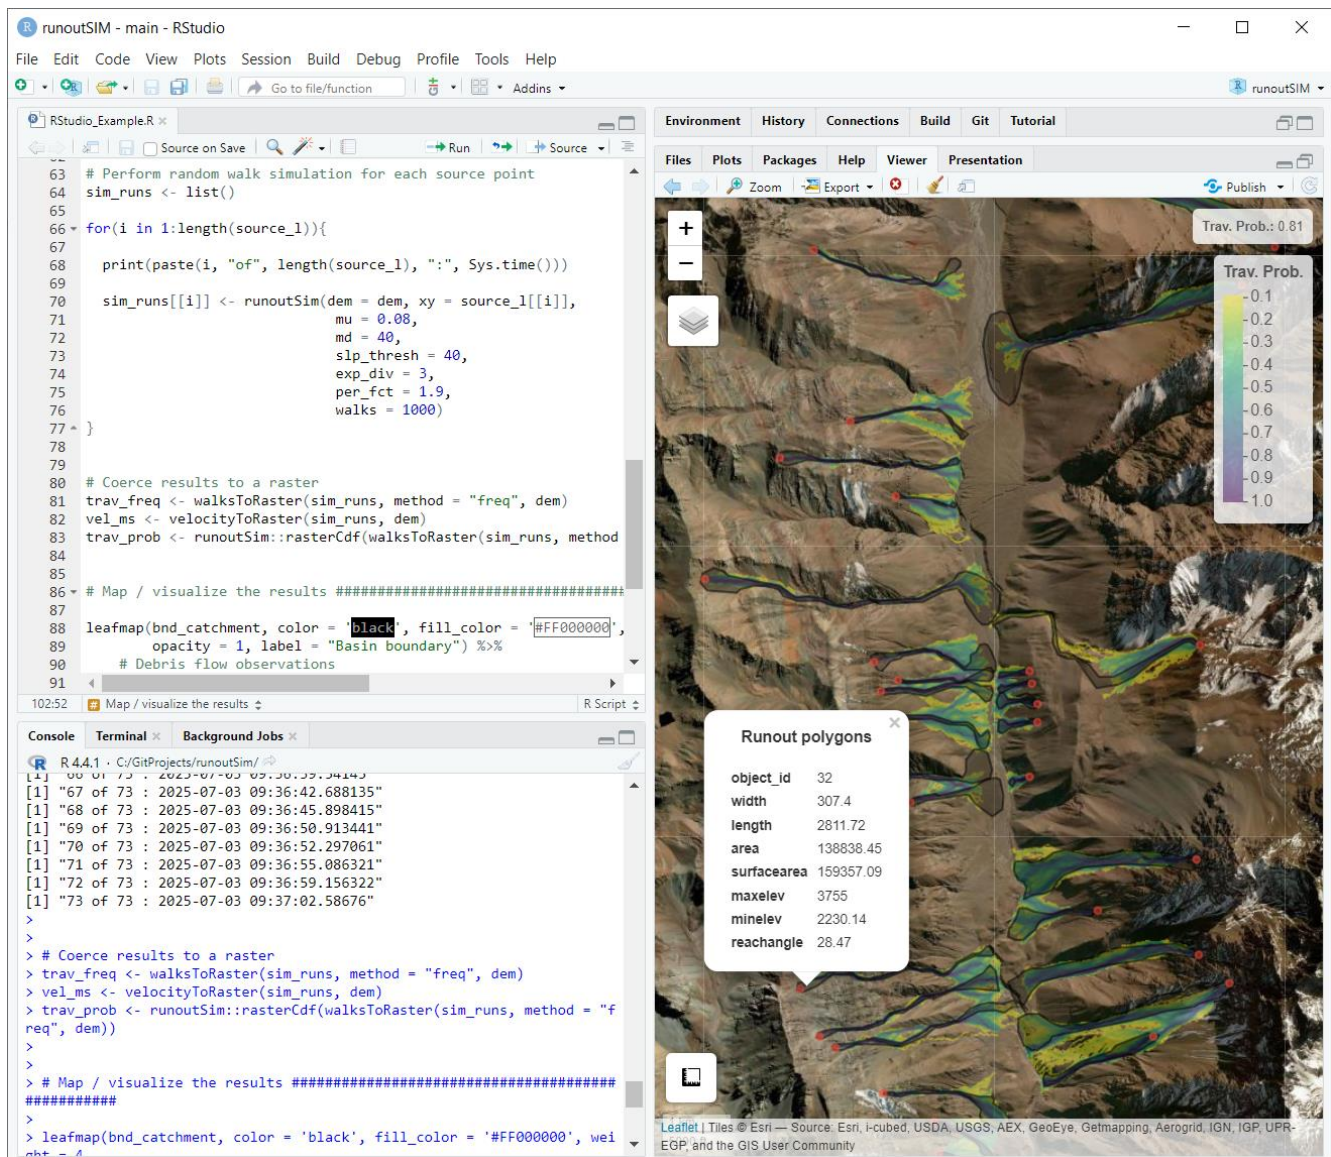 runoutSIM - main - RStudio
File Edit Code View Plots Session Build Debug Profile Tools Help
Go to file/function
Addins
runoutSIM
RStudio_Example.R
Source on Save
Run
Source
63 # Perform random walk simulation for each source point
64 sim_runs <- list()
65
66 for(i in 1:length(source_l)){
67
68 print(paste(i, "of", length(source_l), ":", Sys.time()))
69
70 sim_runs[[i]] <- runoutSim(dem = dem, xy = source_l[[i]],
71 mu = 0.08,
72 md = 40,
73 slp_thresh = 40,
74 exp_div = 3,
75 per_fct = 1.9,
76 walks = 1000)
77 }
78
79
80 # Coerce results to a raster
81 trav_freq <- walksToRaster(sim_runs, method = "freq", dem)
82 vel_ms <- velocityToRaster(sim_runs, dem)
83 trav_prob <- runoutSim::rasterCdf(walksToRaster(sim_runs, method
84
85
86 # Map / visualize the results ###################################
87
88 leafmap(bnd_catchment, color = 'black', fill_color = '#FF000000',
89 opacity = 1, label = "Basin boundary") %>%
90 # Debris flow observations
91
102:52 # Map / visualize the results R Script
Console Terminal Background Jobs
R 4.4.1 · C:/GitProjects/runoutSim/
[1] "66 of 73 : 2025-07-03 09:36:39.54145"
[1] "67 of 73 : 2025-07-03 09:36:42.688135"
[1] "68 of 73 : 2025-07-03 09:36:45.898415"
[1] "69 of 73 : 2025-07-03 09:36:50.913441"
[1] "70 of 73 : 2025-07-03 09:36:52.297061"
[1] "71 of 73 : 2025-07-03 09:36:55.086321"
[1] "72 of 73 : 2025-07-03 09:36:59.156322"
[1] "73 of 73 : 2025-07-03 09:37:02.58676"
>
>
> # Coerce results to a raster
> trav_freq <- walksToRaster(sim_runs, method = "freq", dem)
> vel_ms <- velocityToRaster(sim_runs, dem)
> trav_prob <- runoutSim::rasterCdf(walksToRaster(sim_runs, method = "f
req", dem))
>
>
> # Map / visualize the results #######################################
###########
>
> leafmap(bnd_catchment, color = 'black', fill_color = '#FF000000', wei
ght = 4,
Environment History Connections Build Git Tutorial
Files Plots Packages Help Viewer Presentation
Zoom Export Publish
+
−
Trav. Prob.: 0.81
Trav. Prob.
0.1
0.2
0.3
0.4
0.5
0.6
0.7
0.8
0.9
1.0
Runout polygons
object_id 32
width 307.4
length 2811.72
area 138838.45
surfacearea 159357.09
maxelev 3755
minelev 2230.14
reachangle 28.47
Leaflet | Tiles © Esri — Source: Esri, i-cubed, USDA, USGS, AEX, GeoEye, Getmapping, Aerogrid, IGN, IGP, UPR-
EGP, and the GIS User Community